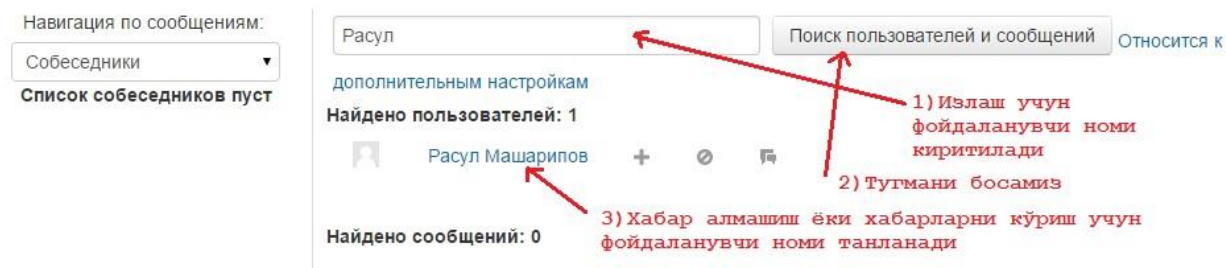 Навигация по сообщениям:
Собеседники
Список собеседников пуст
Расул
Поиск пользователей и сообщений
Относится к
дополнительным настройкам
Найдено пользователей: 1
Расул Машарипов
Найдено сообщений: 0
1) Излаш учун
фойдаланувчи номи
киритилади
2) Тугмани босамиз
3) Хабар алмашиш ёки хабарларни кўриш учун
фойдаланувчи номи танланади